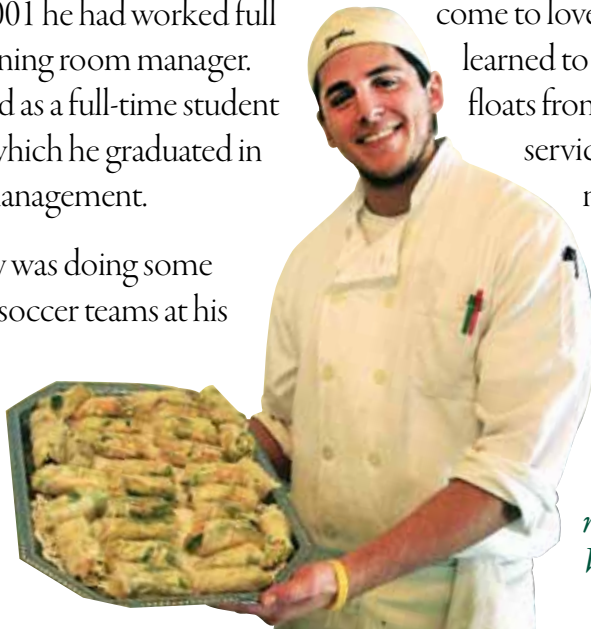 001 he had worked full
ning room manager.
d as a full-time student
which he graduated in
anagement.
y was doing some
soccer teams at his
come to love
learned to
floats from
servic